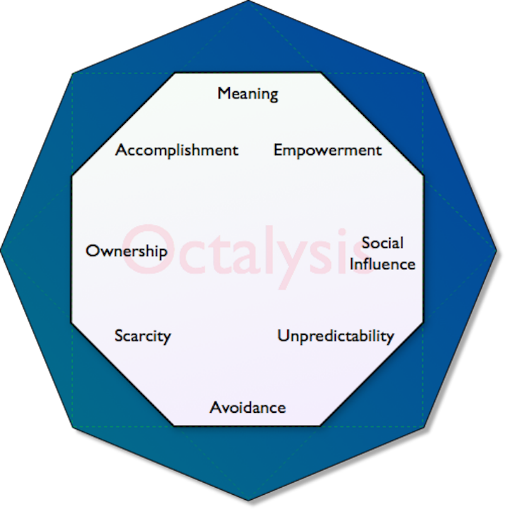 Meaning
Accomplishment
Empowerment
Octalysis
Ownership
Social
Influence
Scarcity
Unpredictability
Avoidance